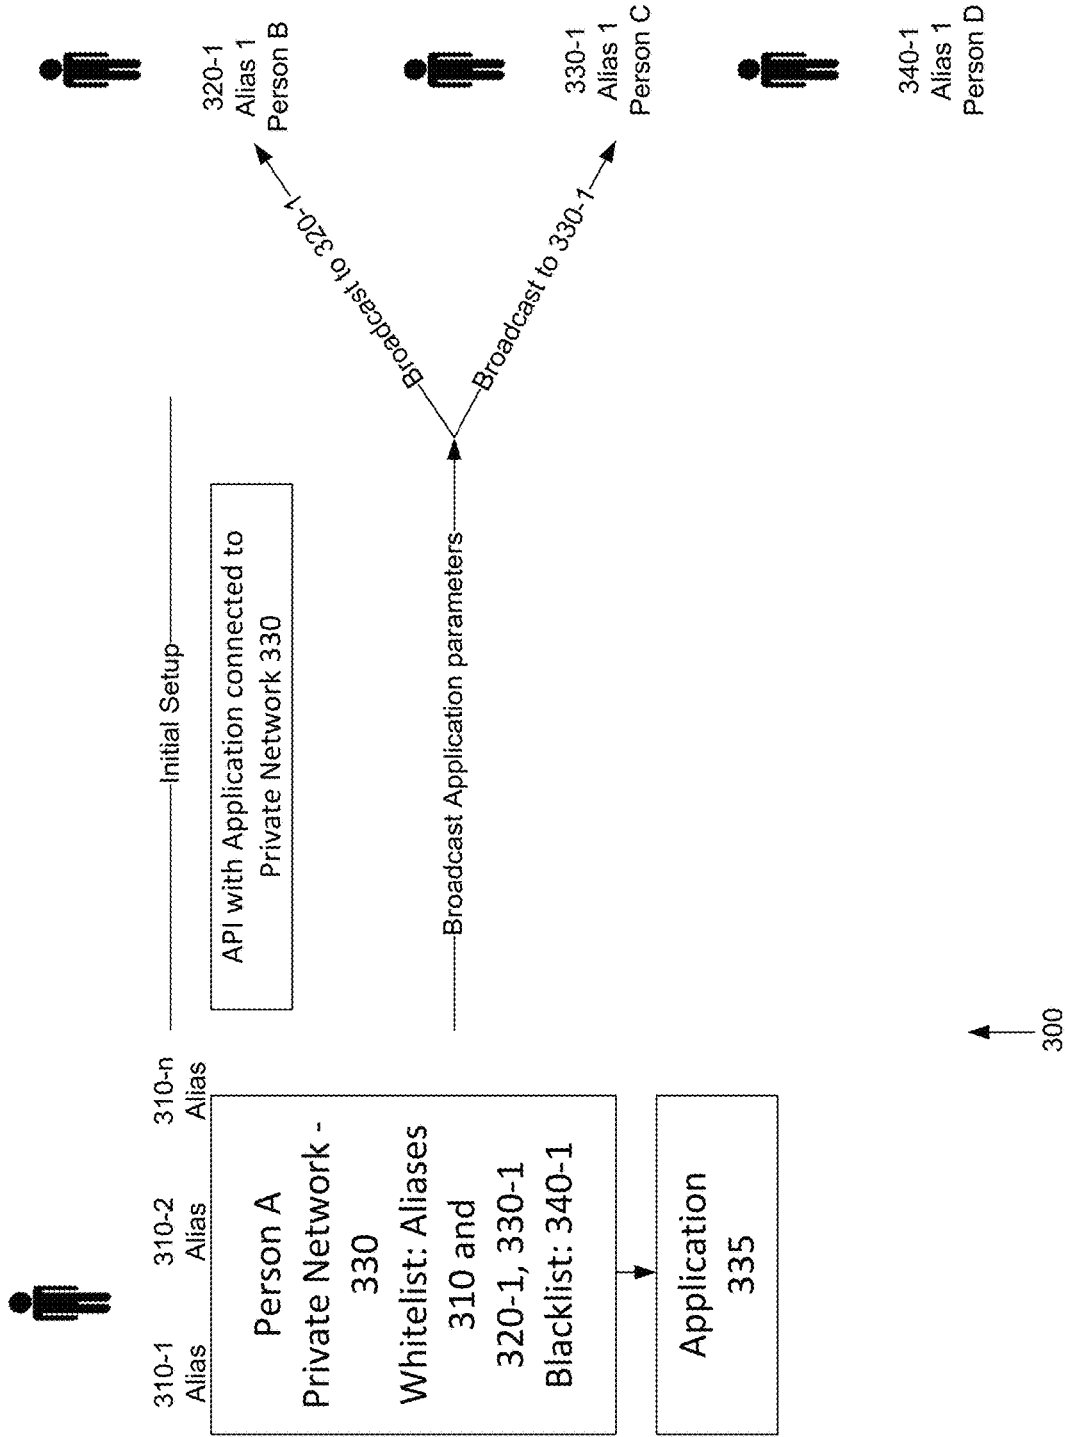 310-1
Alias
310-2
Alias
310-n
Alias
Person A
Private Network -
330
Whitelist: Aliases
310 and
320-1, 330-1
Blacklist: 340-1
Application
335
Initial Setup
API with Application connected to
Private Network 330
Broadcast Application parameters
Broadcast to 320-1
Broadcast to 330-1
320-1
Alias 1
Person B
330-1
Alias 1
Person C
340-1
Alias 1
Person D
300